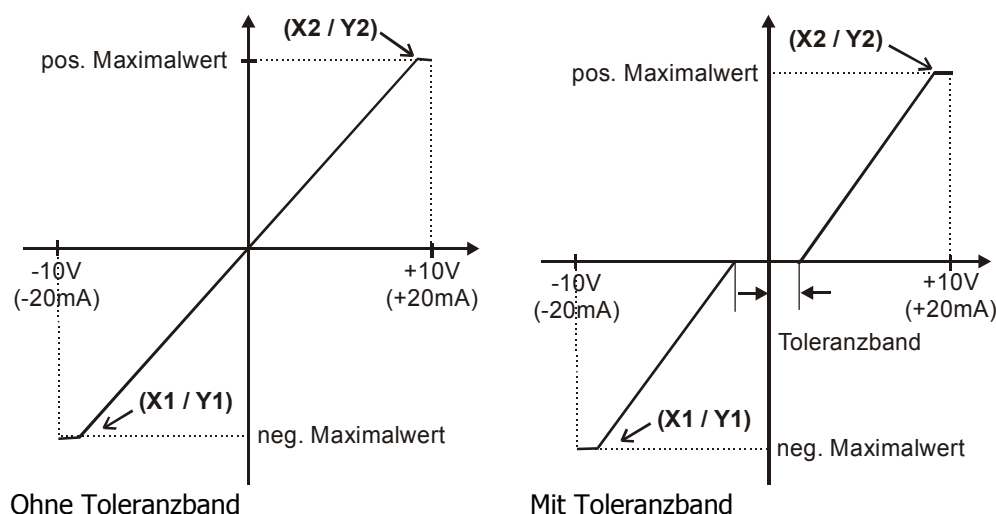 (X2 / Y2)
pos. Maximalwert
-10V
(-20mA)
+10V
(+20mA)
(X1 / Y1)
neg. Maximalwert
Ohne Toleranzband
(X2 / Y2)
pos. Maximalwert
-10V
(-20mA)
+10V
(+20mA)
Toleranzband
(X1 / Y1)
neg. Maximalwert
Mit Toleranzband